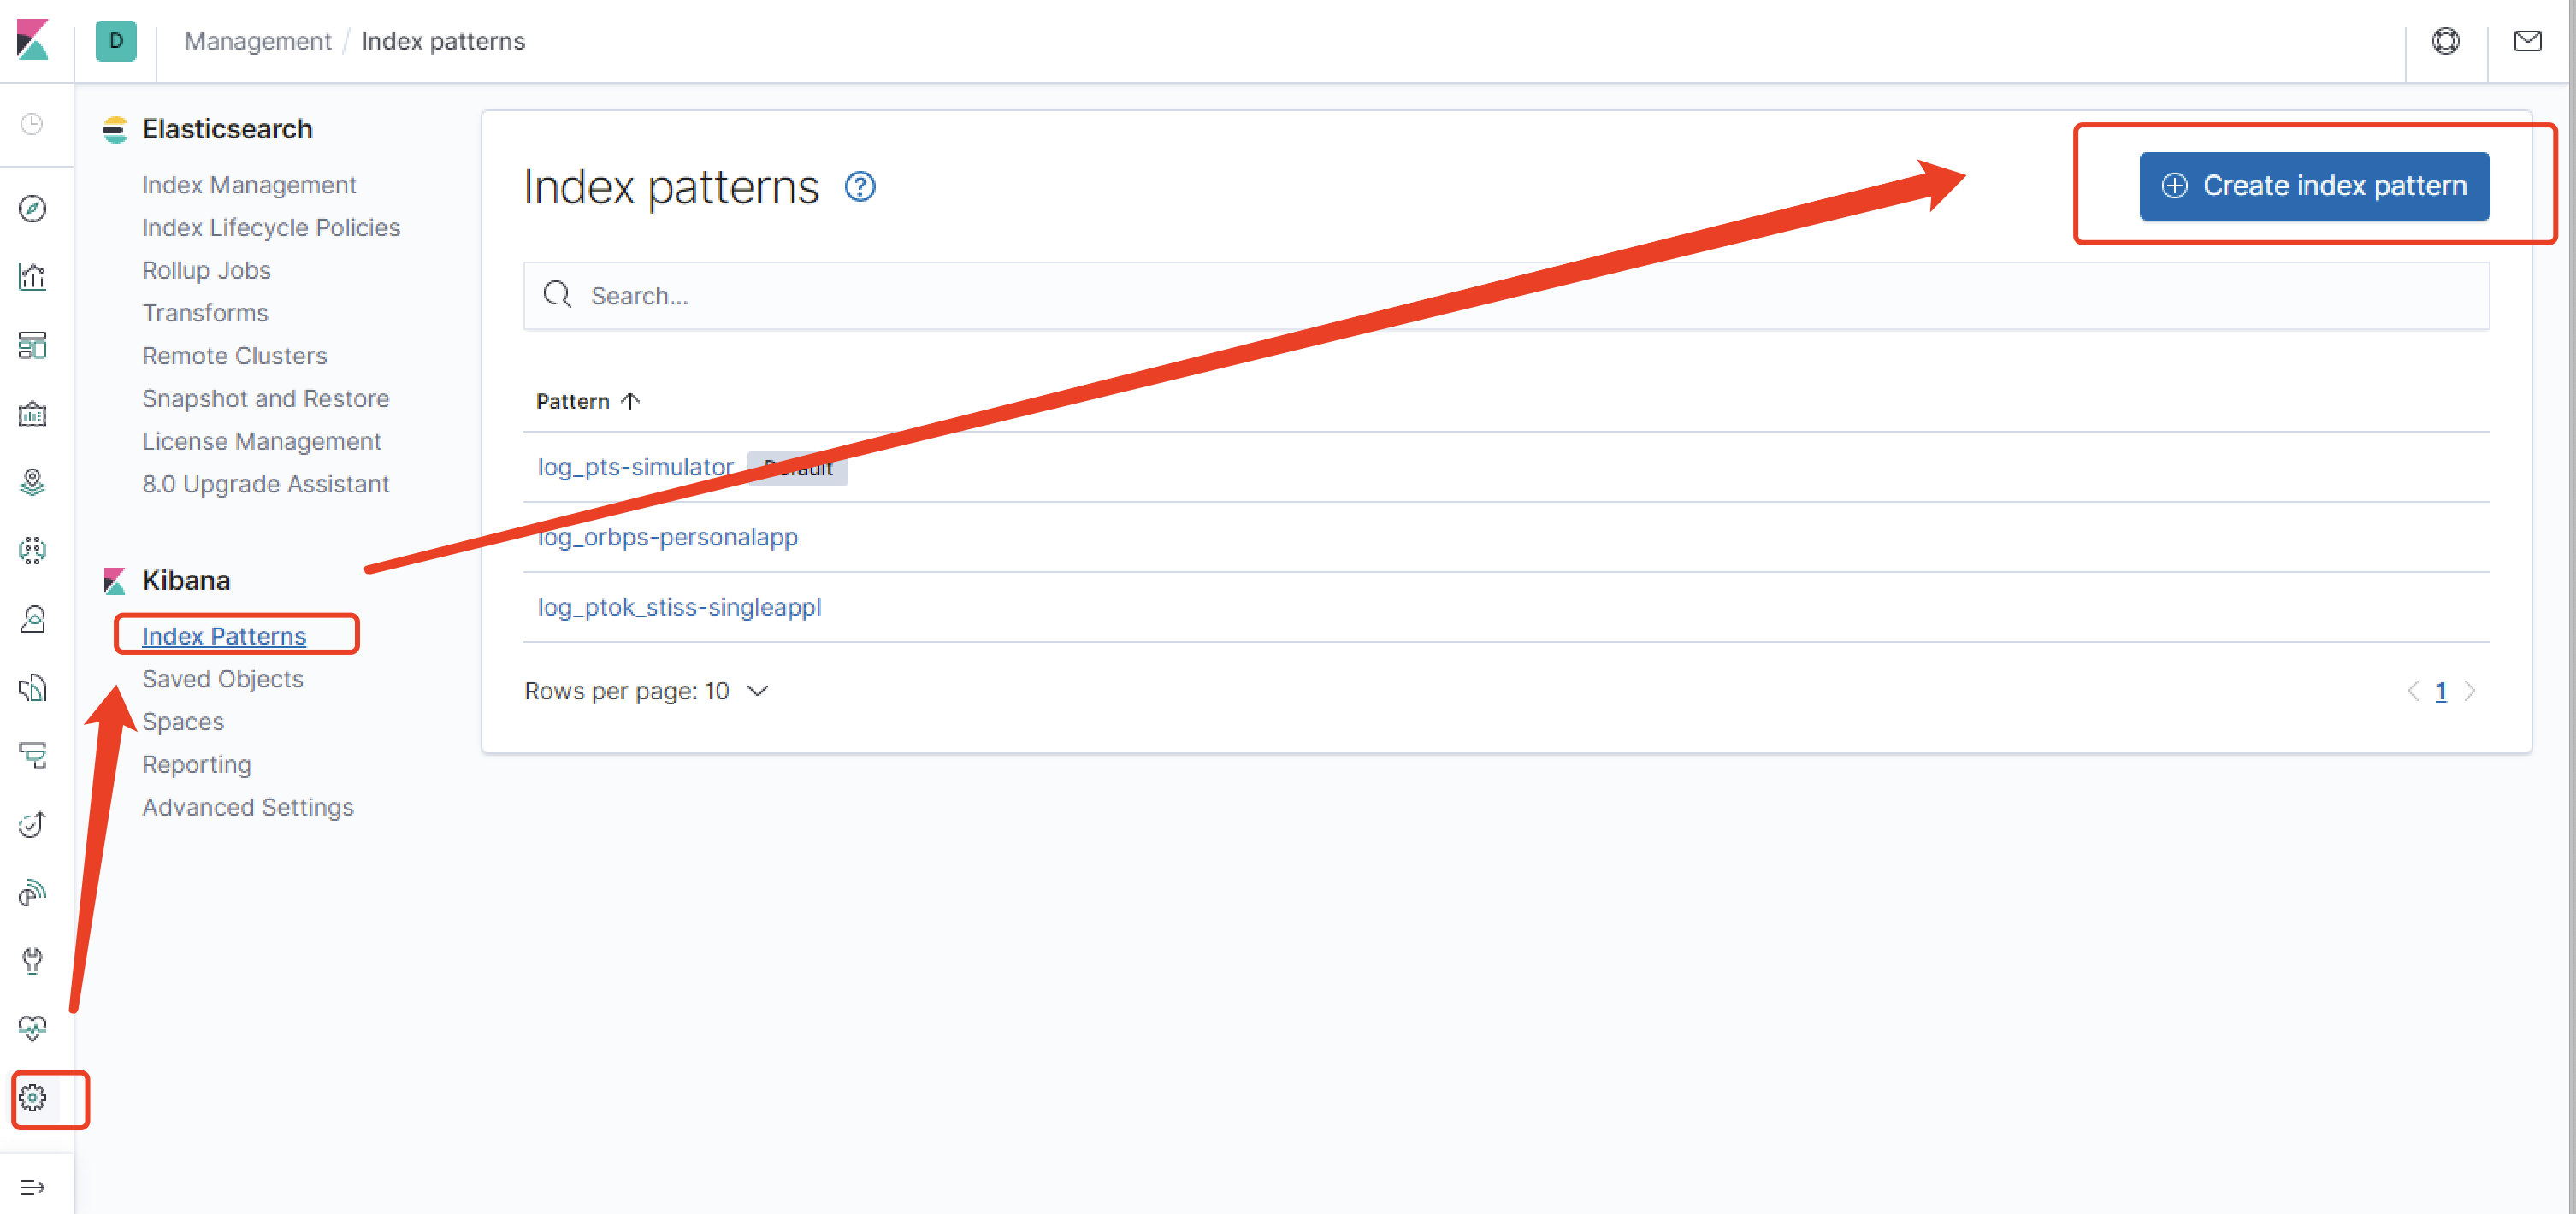 D
Management / Index patterns
Elasticsearch
Index Management
Index Lifecycle Policies
Rollup Jobs
Transforms
Remote Clusters
Snapshot and Restore
License Management
8.0 Upgrade Assistant
Kibana
Index Patterns
Saved Objects
Spaces
Reporting
Advanced Settings
Index patterns
Create index pattern
Search...
Pattern
log_pts-simulator Default
log_orbps-personalapp
log_ptok_stiss-singleappl
Rows per page: 10
1